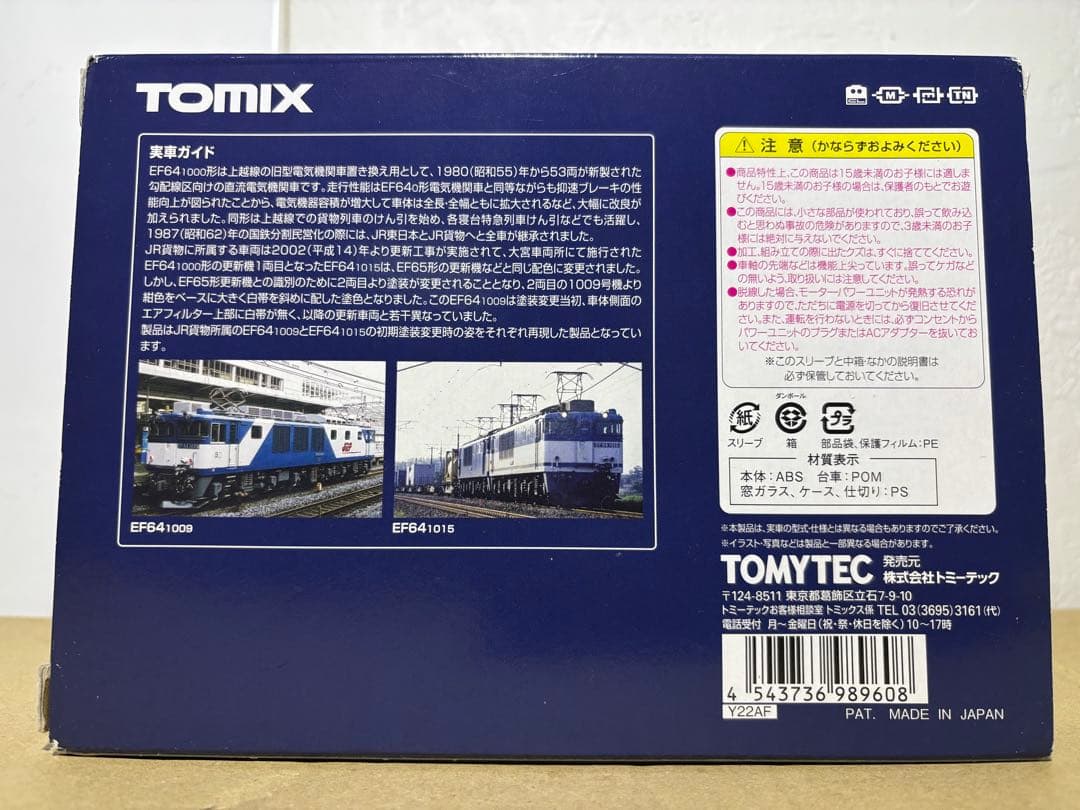 TOMIX
CL M E TN
実車ガイド
EF641000形は上越線の旧型電気機関車置き換え用として、1980(昭和55)年から53両が新製された
勾配線区向けの直流電気機関車です。走行性能はEF640形電気機関車と同等ながらも抑速ブレーキの性
能向上が図られたことから、電気機器容積が増大して車体は全長・全幅ともに拡大されるなど、大幅に改良が
加えられました。同形は上越線での貨物列車のけん引を始め、各寝台特急列車けん引などでも活躍し、
1987(昭和62)年の国鉄分割民営化の際には、JR東日本とJR貨物へと全車が継承されました。
JR貨物に所属する車両は2002(平成14)年より更新工事が実施されて、大宮車両所にて施行された
EF641000形の更新機1両目となったEF641015は、EF65形の更新機などと同じ配色に変更されました。
しかし、EF65形更新機との識別のために2両目より塗装が変更されることとなり、2両目の1009号機より
紺色をベースに大きく白帯を斜めに配した塗色となりました。このEF641009は塗装変更当初、車体側面の
エアフィルター上部に白帯が無く、以降の更新車両と若干異なっていました。
製品はJR貨物所属のEF641009とEF641015の初期塗装変更時の姿をそれぞれ再現した製品となってい
ます。
EF641009
EF641015
注意(かならずおよみください)
●商品特性上、この商品は15歳未満のお子様には適しま
せん。15歳未満のお子様の場合は、保護者のもとでお遊
びください。
●この商品には、小さな部品が使われており、誤って飲み込
むと思わぬ事故の危険がありますので、3歳未満のお子
様には絶対に与えないでください。
●加工、組み立ての際に出たクズは、すぐに捨ててください。
●車軸の先端などは機能上尖っています。誤ってケガなど
の無いよう、取り扱いには注意してください。
●脱線した場合、モーターパワーユニットが発熱する恐れが
ありますので、ただちに電源を切ってから復旧させてくだ
さい。また、運転を行わないときには、必ずコンセントから
パワーユニットのプラグまたはACアダプターを抜いてお
いてください。
※このスリーブと中箱・なかの説明書は
必ず保管しておいてください。
紙
スリーブ
ダンボール
箱
プラ
部品袋、保護フィルム:PE
材質表示
本体:ABS 台車:POM
窓ガラス、ケース、仕切り:PS
※本製品は、実車の型式・仕様とは異なる場合もありますのでご了承ください。
※イラスト・写真などは製品と一部異なる場合があります。
TOMYTEC 発売元
株式会社トミーテック
〒124-8511 東京都葛飾区立石7-9-10
トミーテックお客様相談室 トミックス係 TEL 03(3695)3161(代)
電話受付 月~金曜日(祝・祭・休日を除く)10~17時
4 543736 989608
Y22AF
PAT. MADE IN JAPAN